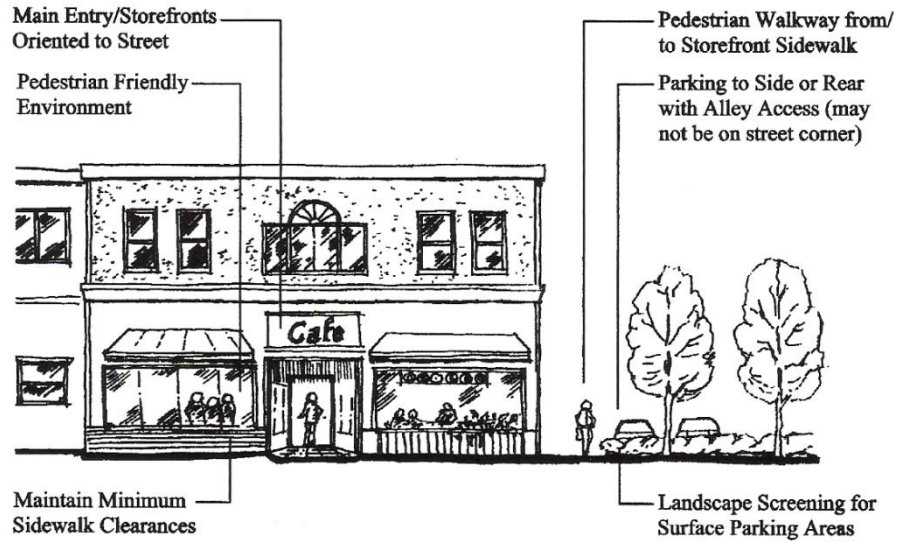 Main Entry/Storefronts
Oriented to Street
Pedestrian Friendly
Environment
Pedestrian Walkway from/
to Storefront Sidewalk
Parking to Side or Rear
with Alley Access (may
not be on street corner)
Cafe
Maintain Minimum
Sidewalk Clearances
Landscape Screening for
Surface Parking Areas